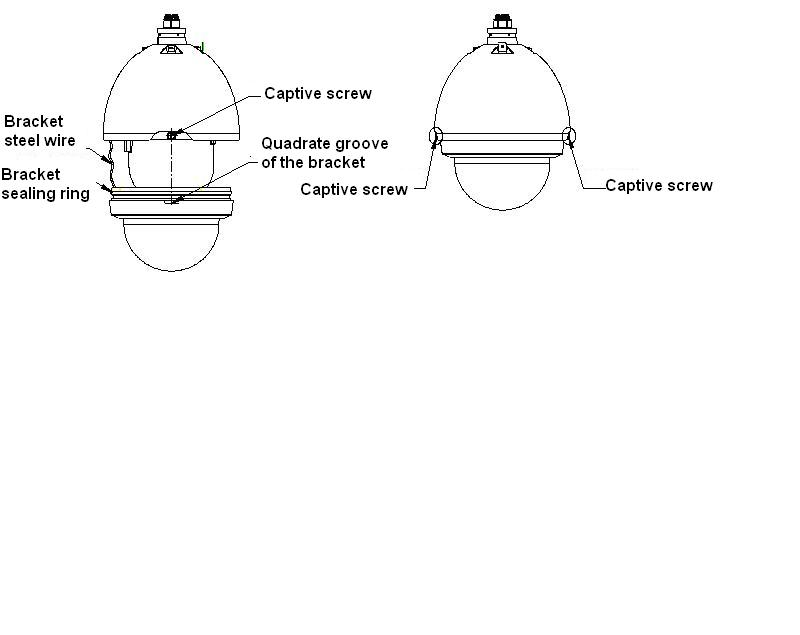 Captive screw
Bracket
steel wire
Quadrate groove
of the bracket
Bracket
sealing ring
Captive screw
Captive screw